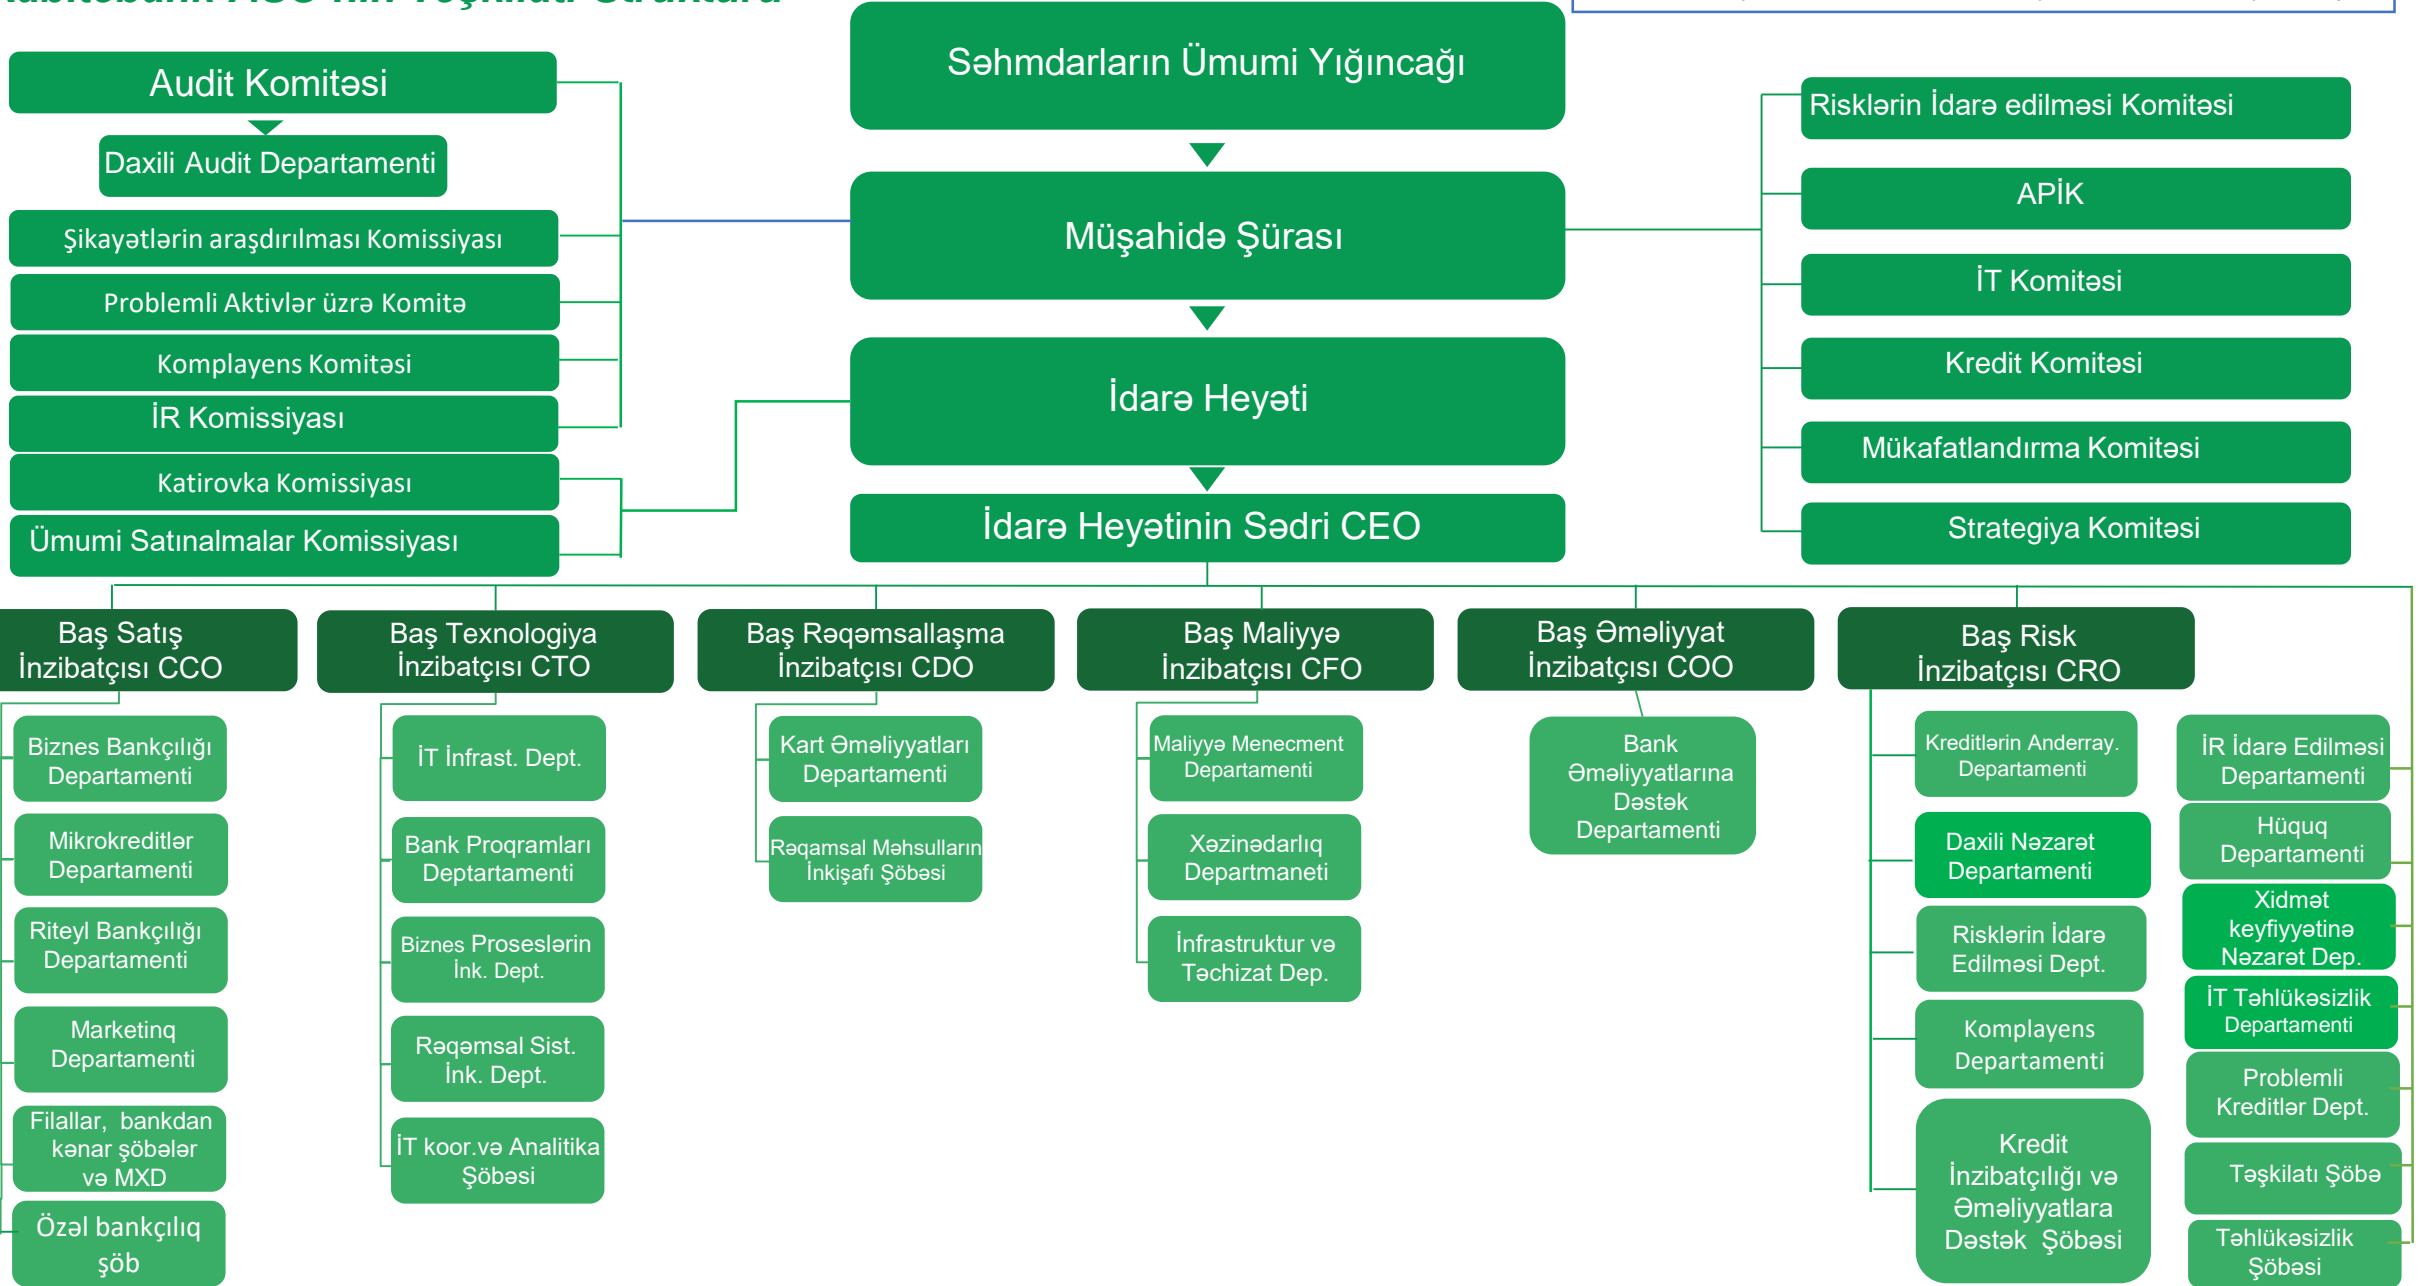 Səhmdarların Ümumi Yığıncağı
Audit Komitəsi
Daxili Audit Departamenti
Şikayətlərin araşdırılması Komissiyası
Problemli Aktivlər üzrə Komitə
Komplayens Komitəsi
İR Komissiyası
Katirovka Komissiyası
Ümumi Satınalmalar Komissiyası
Müşahidə Şürası
İdarə Heyəti
İdarə Heyətinin Sədri CEO
Risklərin İdarə edilməsi Komitəsi
APİK
İT Komitəsi
Kredit Komitəsi
Mükafatlandırma Komitəsi
Strategiya Komitəsi
Baş Satış
İnzibatçısı CCO
Biznes Bankçılığı
Departamenti
Mikrokreditlər
Departamenti
Riteyl Bankçılığı
Departamenti
Marketinq
Departamenti
Filallar, bankdan
kənar şöbələr
və MXD
Özəl bankçılıq
şöb
Baş Texnologiya
İnzibatçısı CTO
İT İnfrast. Dept.
Bank Proqramları
Deptartamenti
Biznes Proseslərin
İnk. Dept.
Rəqəmsal Sist.
İnk. Dept.
İT koor.və Analitika
Şöbəsi
Baş Rəqəmsallaşma
İnzibatçısı CDO
Kart Əməliyyatları
Departamenti
Rəqamsal Məhsulların
İnkişafı Şöbəsi
Baş Maliyyə
İnzibatçısı CFO
Maliyyə Menecment
Departamenti
Xəzinədarlıq
Departmaneti
İnfrastruktur və
Təchizat Dep.
Baş Əməliyyat
İnzibatçısı COO
Bank
Əməliyyatlarına
Dəstək
Departamenti
Baş Risk
İnzibatçısı CRO
Kreditlərin Anderray.
Departamenti
Daxili Nəzarət
Departamenti
Risklərin İdarə
Edilməsi Dept.
Komplayens
Departamenti
Kredit
İnzibatçılığı və
Əməliyyatlara
Dəstək Şöbəsi
İR İdarə Edilməsi
Departamenti
Hüquq
Departamenti
Xidmət
keyfiyyətinə
Nəzarət Dep.
İT Təhlükəsizlik
Departamenti
Problemli
Kreditlər Dept.
Təşkilatı Şöbə
Təhlükəsizlik
Şöbəsi